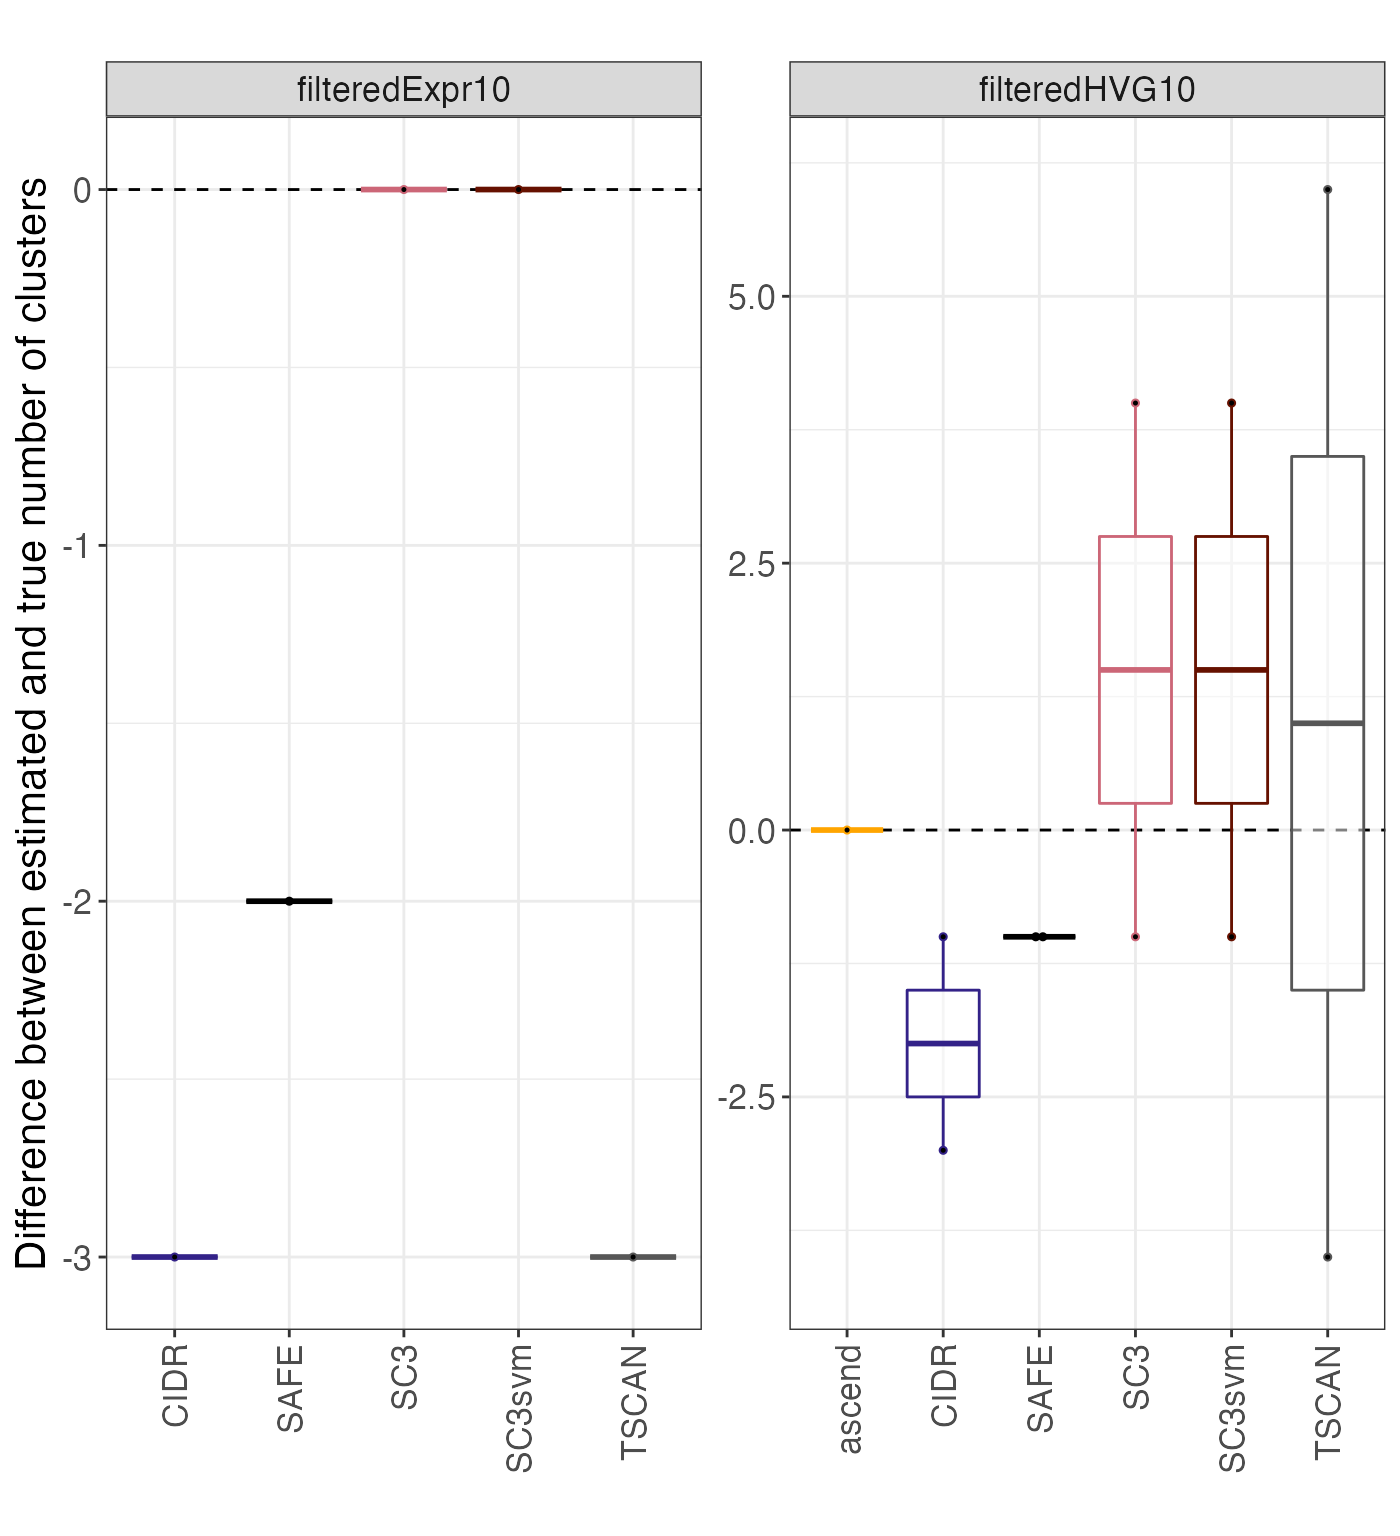 filteredExpr10
filteredHVG10
Difference between estimated and true number of clusters
0
-1
-2
-3
5.0
2.5
0.0
-2.5
CIDR
SAFE
SC3
SC3svm
TSCAN
ascend
CIDR
SAFE
SC3
SC3svm
TSCAN